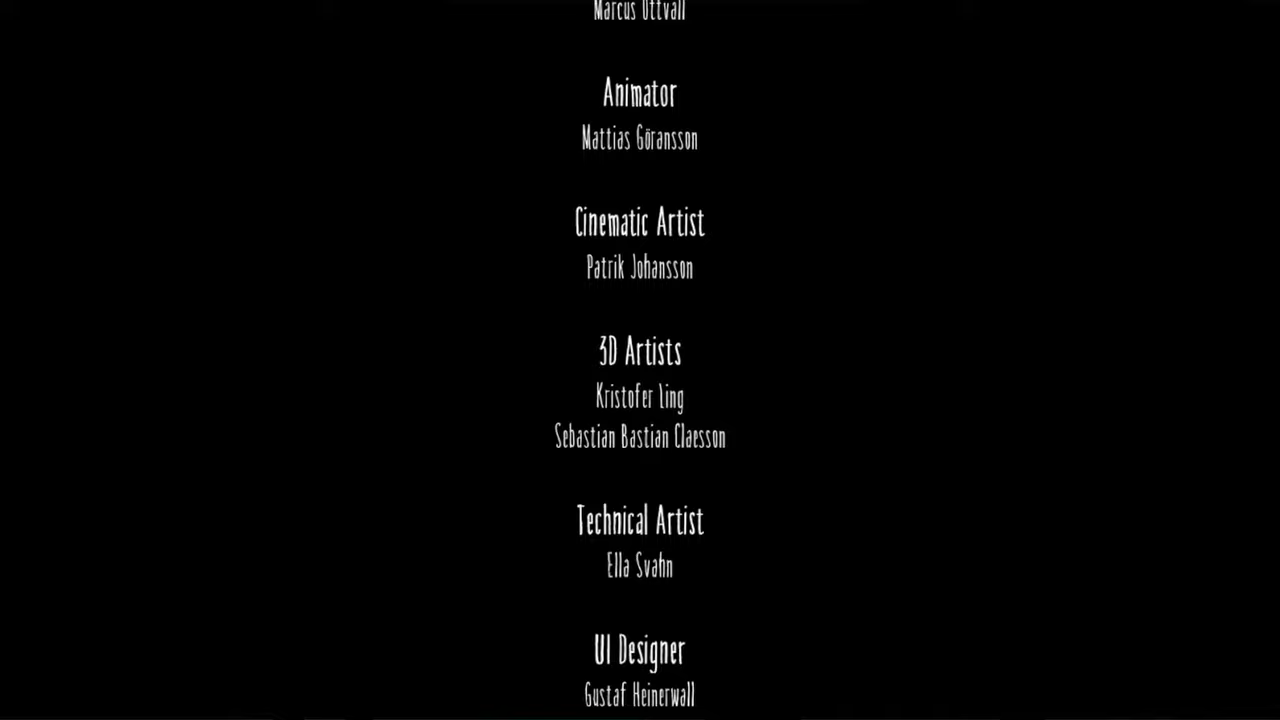 Marcus Ottvall
Animator
Mattias Göransson
Cinematic Artist
Patrik Johansson
3D Artists
Kristofer Ling
Sebastian Bastian Claesson
Technical Artist
Ella Svahn
UI Designer
Gustaf Heinerwall